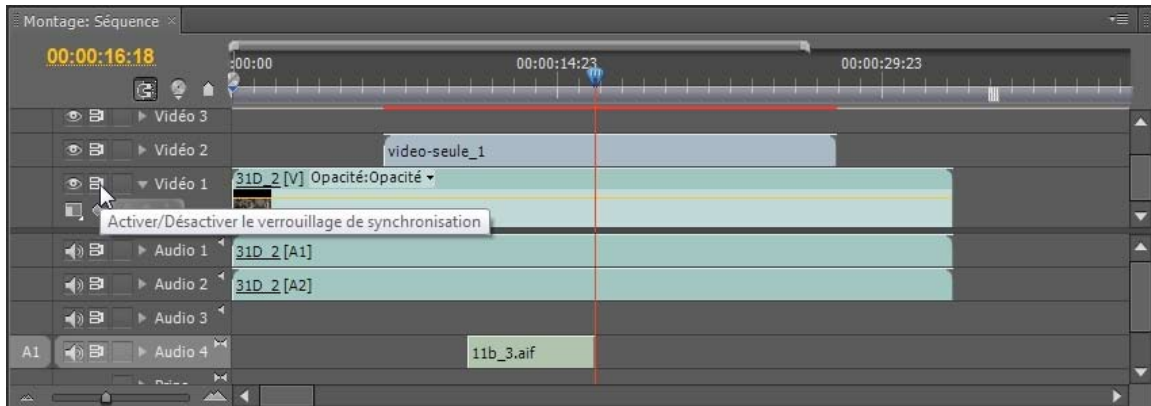 Montage: Séquence
00:00:16:18
:00:00 00:00:14:23 00:00:29:23
Vidéo 3
Vidéo 2 video-seule_1
Vidéo 1 31D_2 [V] Opacité:Opacité
Activer/Désactiver le verrouillage de synchronisation
Audio 1 31D_2 [A1]
Audio 2 31D_2 [A2]
Audio 3
A1 Audio 4 11b_3.aif